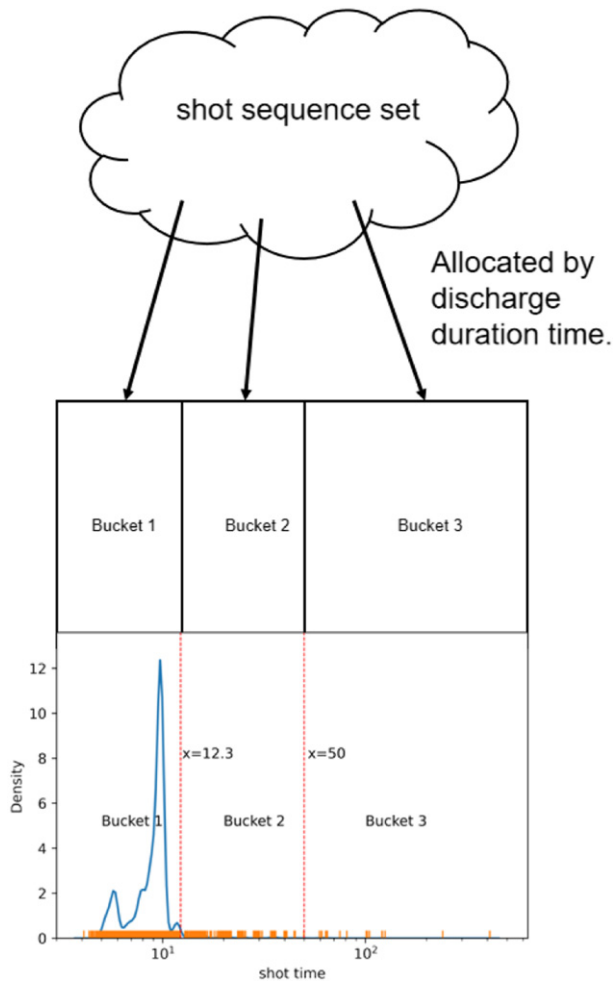 shot sequence set
Allocated by
discharge
duration time.
Bucket 1
Bucket 2
Bucket 3
12
10
8
6
4
2
0
Density
x=12.3
x=50
Bucket 1
Bucket 2
Bucket 3
10¹
10²
shot time